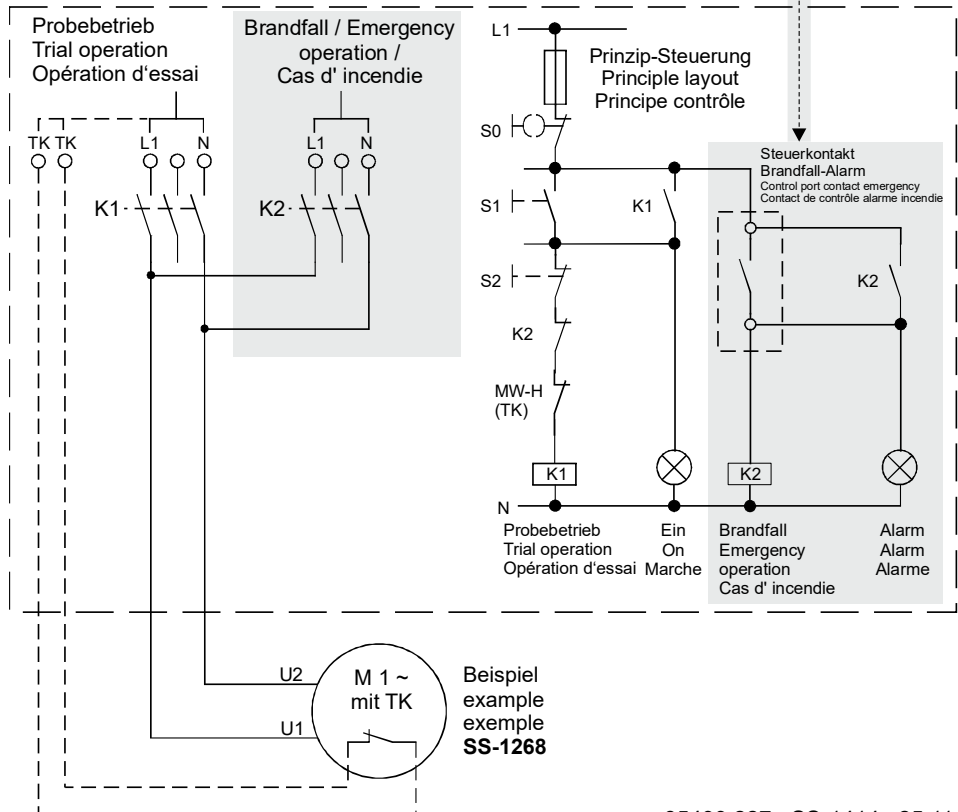 Probebetrieb
Trial operation
Opération d'essai
Brandfall / Emergency
operation /
Cas d' incendie
TK TK
L1
N
K1
L1
N
K2
L1
Prinzip-Steuerung
Principle layout
Principe contrôle
S0
S1
K1
S2
K2
MW-H
(TK)
K1
N
Probebetrieb
Trial operation
Opération d'essai
Ein
On
Marche
Steuerkontakt
Brandfall-Alarm
Control port contact emergency
Contact de contrôle alarme incendie
K2
K2
Brandfall
Emergency
operation
Cas d' incendie
Alarm
Alarm
Alarme
U2
U1
M 1 ~
mit TK
Beispiel
example
exemple
SS-1268